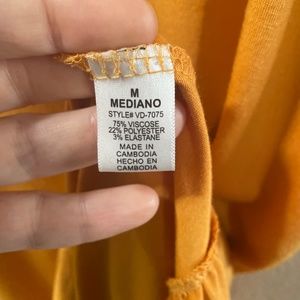 M
MEDIANO
STYLE# VD-7075
75% VISCOSE
22% POLYESTER
3% ELASTANE
MADE IN
CAMBODIA
HECHO EN
CAMBODIA